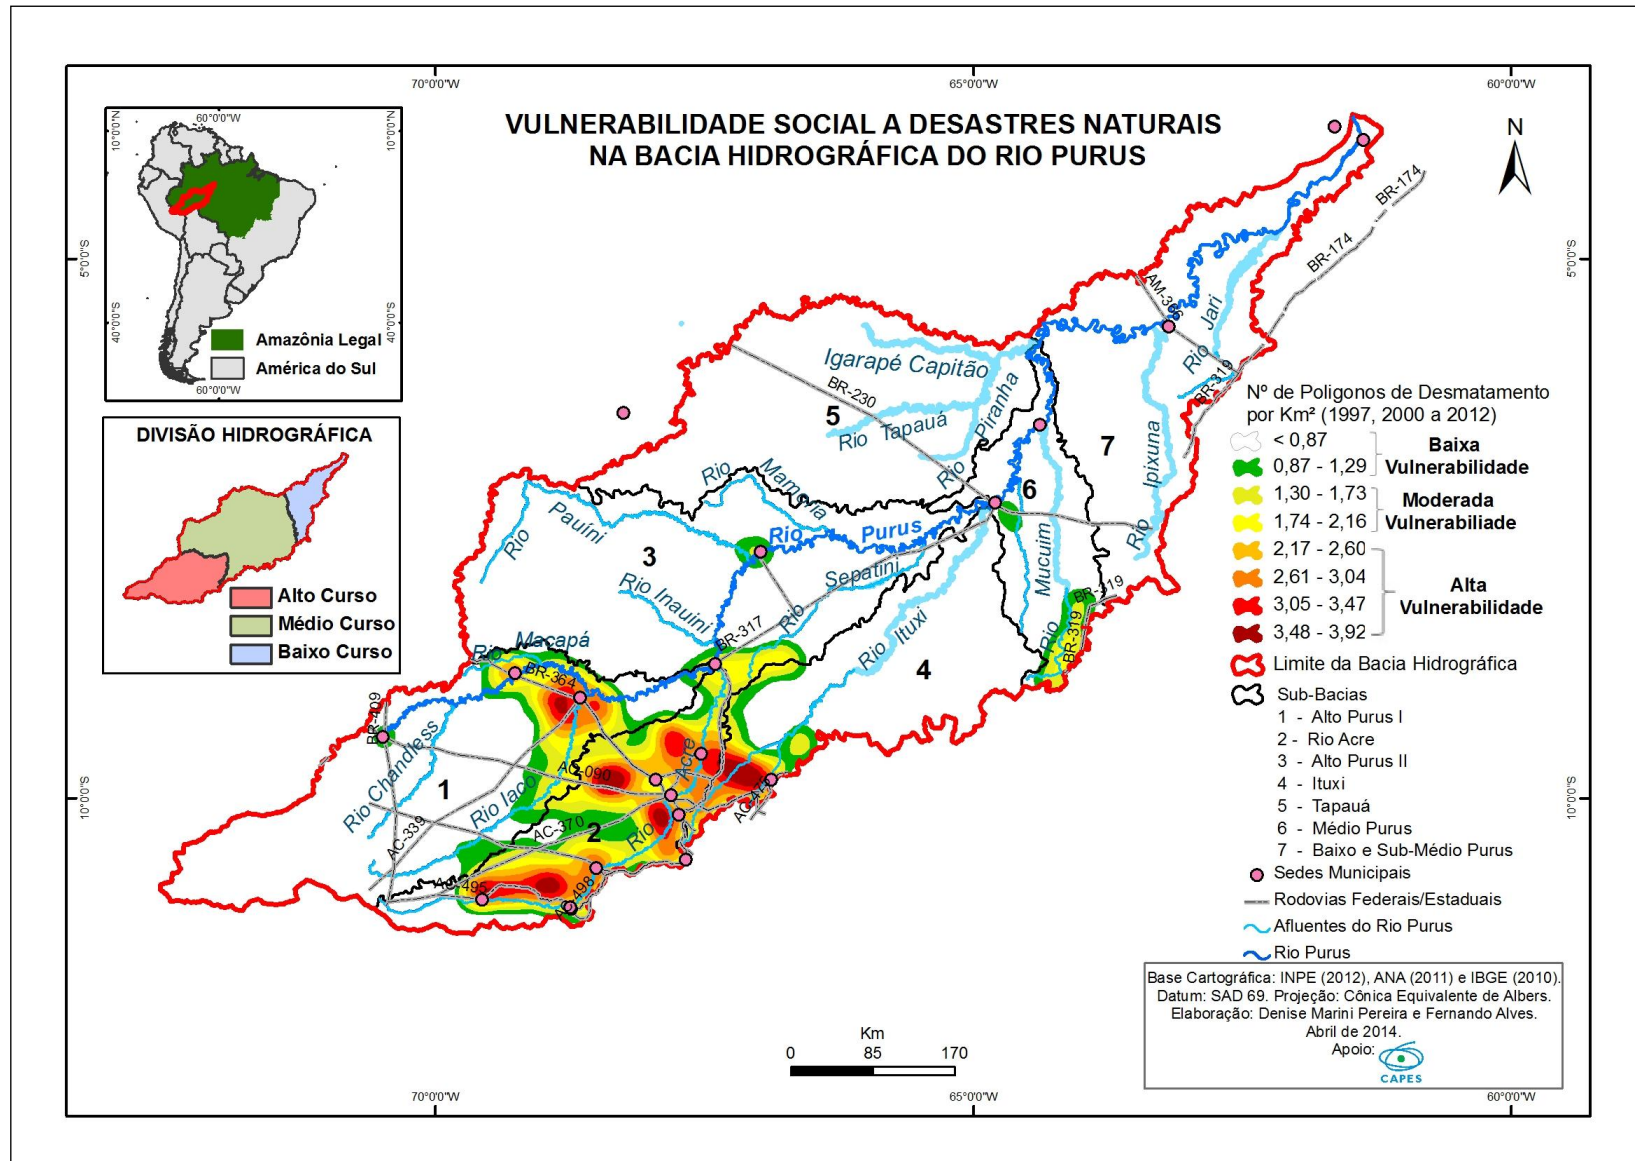 VULNERABILIDADE SOCIAL A DESASTRES NATURAIS
NA BACIA HIDROGRÁFICA DO RIO PURUS
70°0'0"W
65°0'0"W
60°0'0"W
5°0'0"S
10°0'0"S
5°0'0"S
10°0'0"S
70°0'0"W
65°0'0"W
60°0'0"W
N
60°0'0"W
10°0'0"N
10°0'0"N
40°0'0"S
40°0'0"S
60°0'0"W
Amazônia Legal
América do Sul
DIVISÃO HIDROGRÁFICA
Alto Curso
Médio Curso
Baixo Curso
BR-174
BR-174
AM-3
Rio Jari
BR-319
Igarapé Capitão
BR-230
5
Rio Tapauá
Rio Piranha
7
Rio Ipixuna
6
Rio Mucuim
BR-319
BR-319
Rio Mamoria
Rio Pauíni
3
Rio Purus
Rio Sepatini
Rio Inauini
Rio Ituxi
4
BR-317
Rio Macapá
BR-364
BR-409
Rio Chandless
1
Rio Iaco
AC-090
Rio Acre
AC-339
AC-370
2
AC-475
AC-495
498
Nº de Poligonos de Desmatamento
por Km² (1997, 2000 a 2012)
< 0,87
0,87 - 1,29
Baixa
Vulnerabilidade
1,30 - 1,73
1,74 - 2,16
Moderada
Vulnerabiliade
2,17 - 2,60
2,61 - 3,04
3,05 - 3,47
3,48 - 3,92
Alta
Vulnerabilidade
Limite da Bacia Hidrográfica
Sub-Bacias
1 - Alto Purus I
2 - Rio Acre
3 - Alto Purus II
4 - Ituxi
5 - Tapauá
6 - Médio Purus
7 - Baixo e Sub-Médio Purus
Sedes Municipais
Rodovias Federais/Estaduais
Afluentes do Rio Purus
Rio Purus
Base Cartográfica: INPE (2012), ANA (2011) e IBGE (2010).
Datum: SAD 69. Projeção: Cônica Equivalente de Albers.
Elaboração: Denise Marini Pereira e Fernando Alves.
Abril de 2014.
Apoio:
CAPES
Km
0 85 170